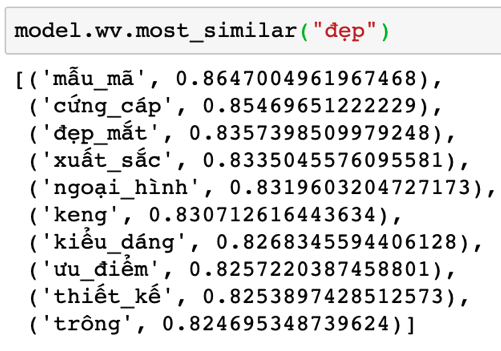 model.wv.most_similar("đẹp")
[('mẫu_mã', 0.8647004961967468),
('cứng_cáp', 0.85469651222229),
('đẹp_mắt', 0.8357398509979248),
('xuất_sắc', 0.8335045576095581),
('ngoại_hình', 0.8319603204727173),
('keng', 0.830712616443634),
('kiểu_dáng', 0.8268345594406128),
('ưu_điểm', 0.8257220387458801),
('thiết_kế', 0.8253897428512573),
('trông', 0.824695348739624)]